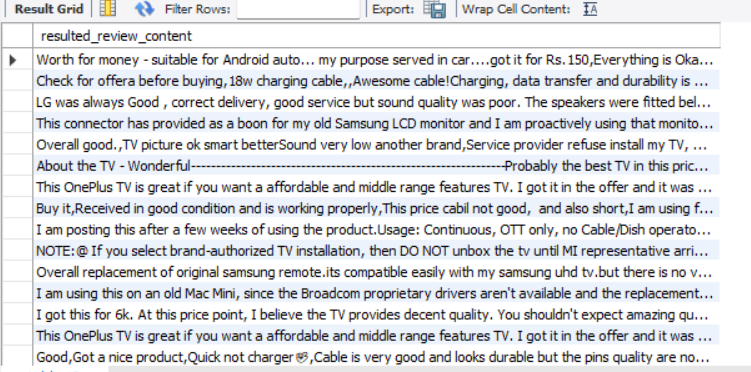 Result Grid Filter Rows: Export: Wrap Cell Content: IA
resulted_review_content
Worth for money - suitable for Android auto... my purpose served in car....got it for Rs.150,Everything is Oka...
Check for offera before buying,18w charging cable,,Awesome cable!Charging, data transfer and durability is ...
LG was always Good , correct delivery, good service but sound quality was poor. The speakers were fitted bel...
This connector has provided as a boon for my old Samsung LCD monitor and I am proactively using that monito...
Overall good.,TV picture ok smart betterSound very low another brand,Service provider refuse install my TV, ...
About the TV - Wonderful---------------------------------------------------------------Probably the best TV in this pric...
This OnePlus TV is great if you want a affordable and middle range features TV. I got it in the offer and it was ...
Buy it,Received in good condition and is working properly,This price cabil not good,  and also short,I am using f...
I am posting this after a few weeks of using the product.Usage: Continuous, OTT only, no Cable/Dish operato...
NOTE:@ If you select brand-authorized TV installation, then DO NOT unbox the tv until MI representative arri...
Overall replacement of original samsung remote.its compatible easily with my samsung uhd tv.but there is no v...
I am using this on an old Mac Mini, since the Broadcom proprietary drivers aren't available and the replacement...
I got this for 6k. At this price point, I believe the TV provides decent quality. You shouldn't expect amazing qu...
This OnePlus TV is great if you want a affordable and middle range features TV. I got it in the offer and it was ...
Good,Got a nice product,Quick not charger,Cable is very good and looks durable but the pins quality are no...